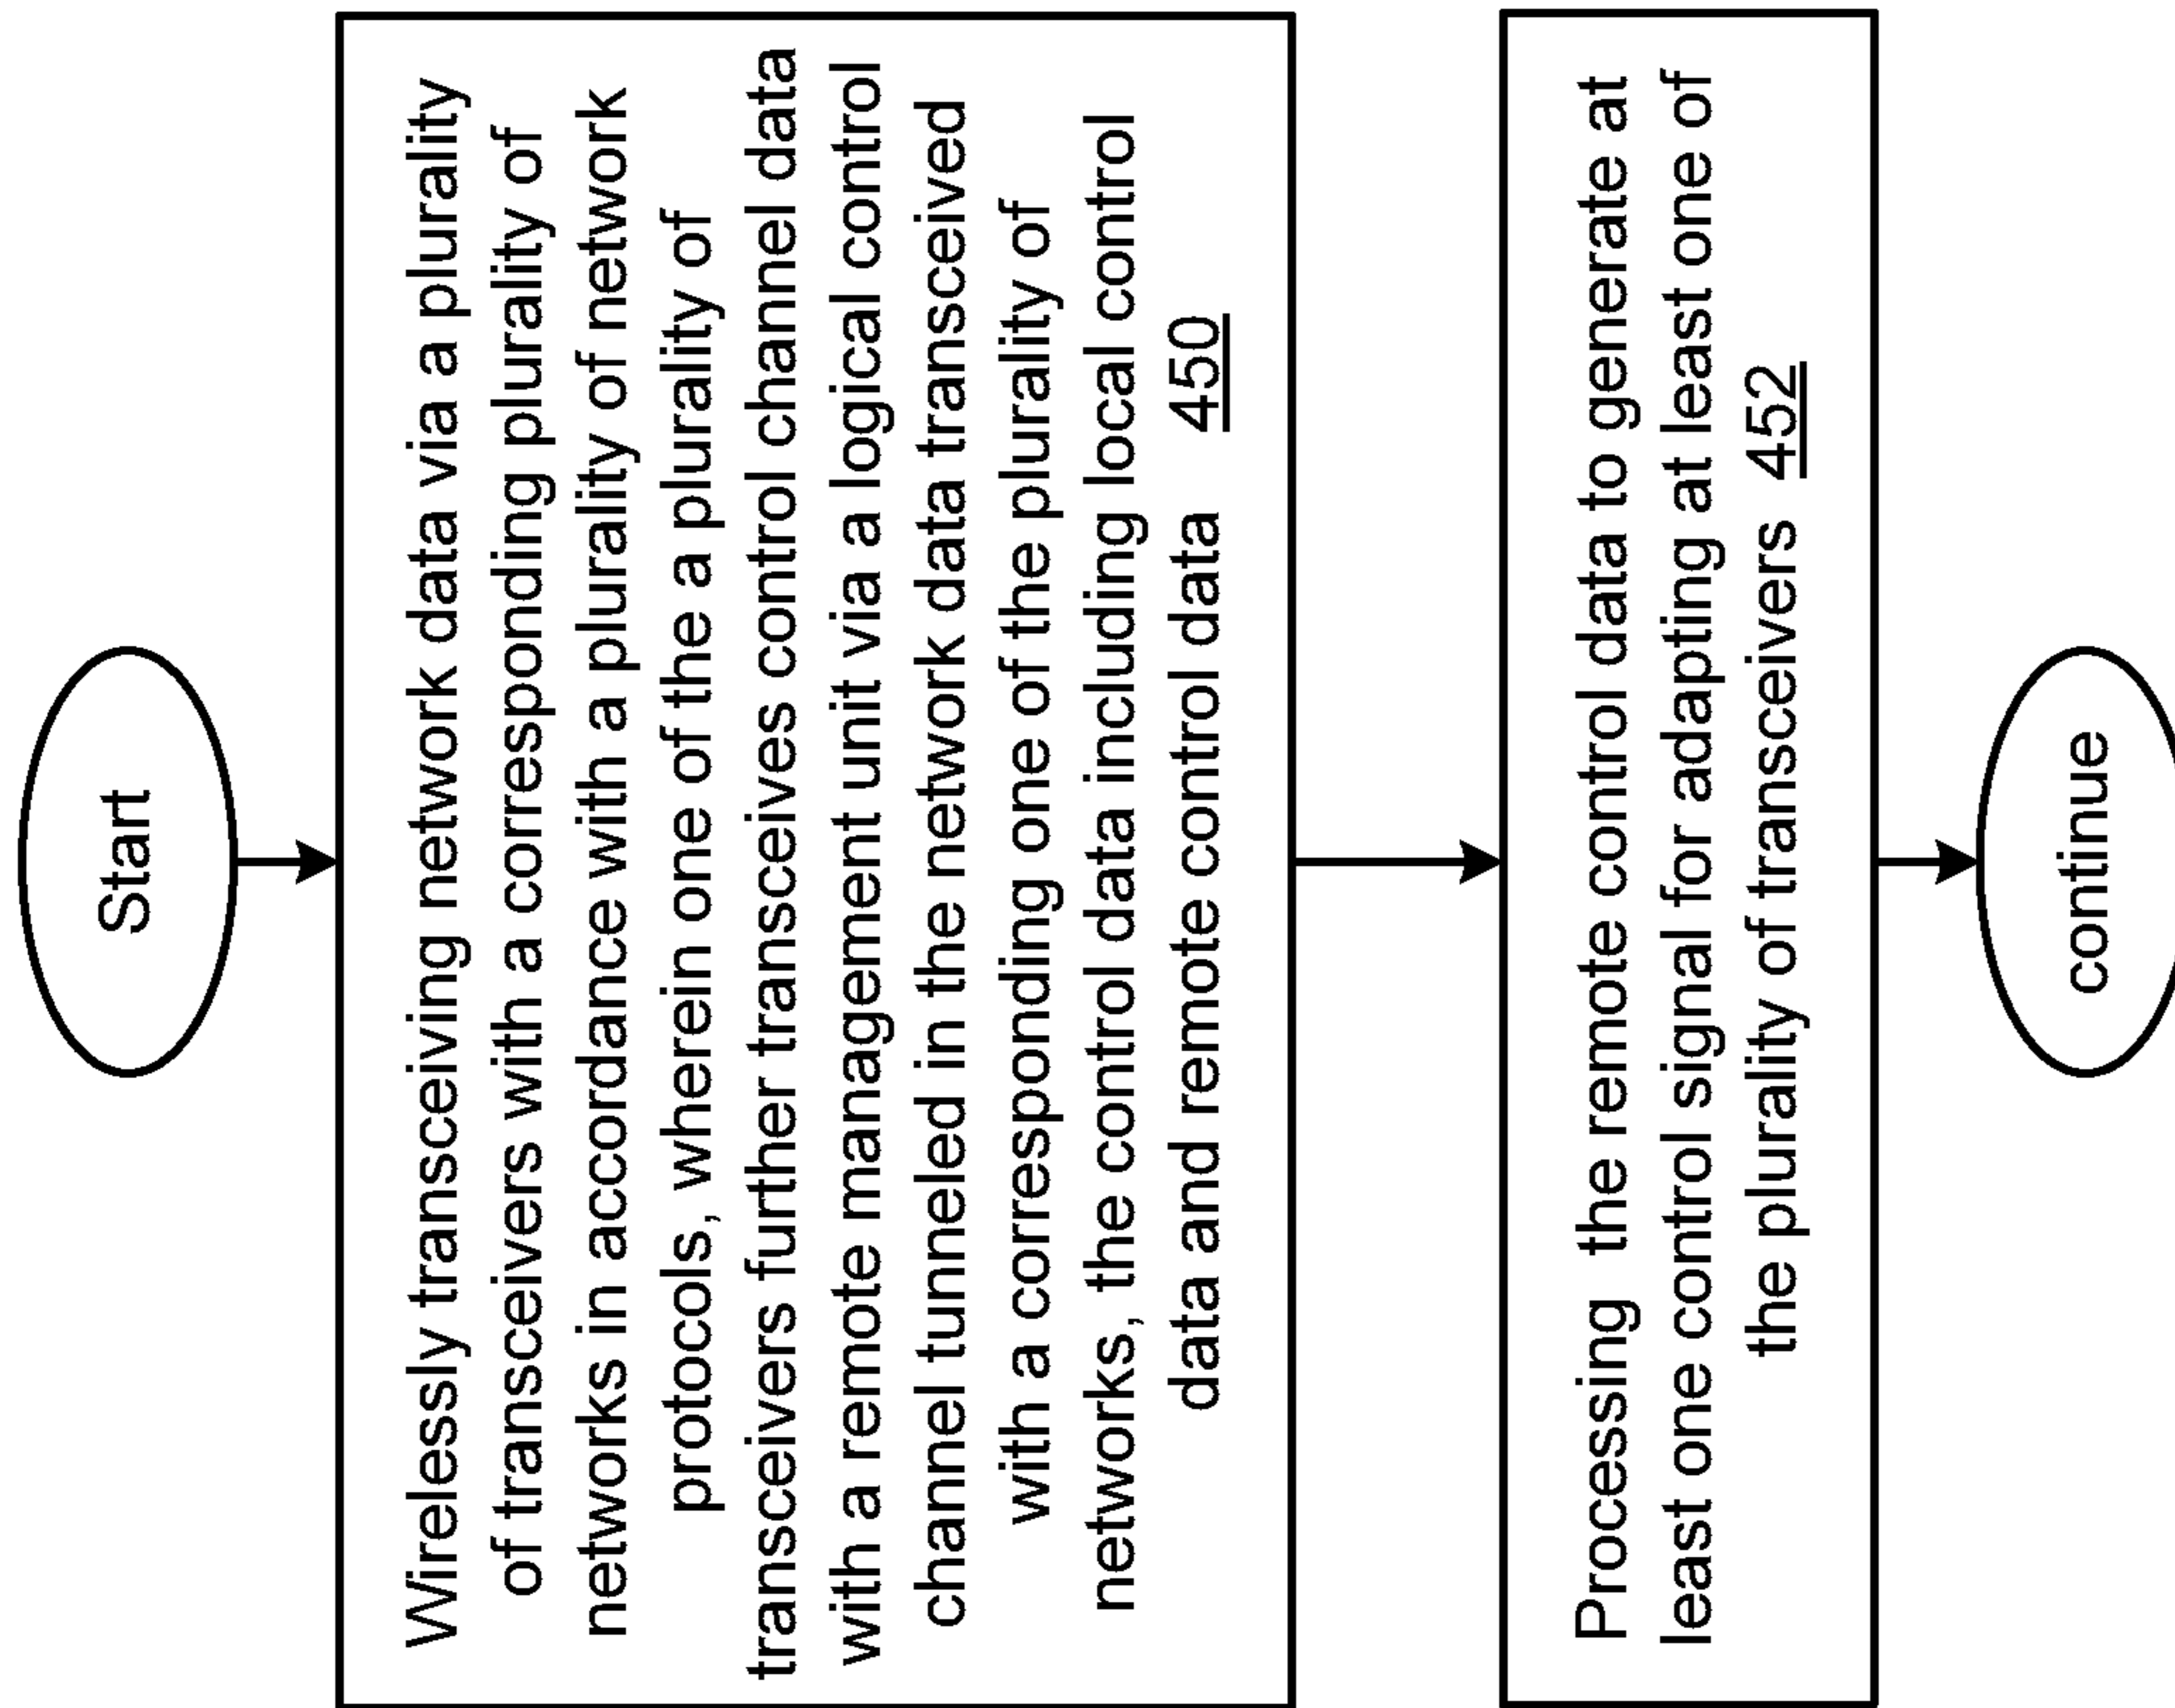 Start
Wirelessly transceiving network data via a plurality
of transceivers with a corresponding plurality of
networks in accordance with a plurality of network
protocols, wherein one of the a plurality of
transceivers further transceives control channel data
with a remote management unit via a logical control
channel tunneled in the network data transceived
with a corresponding one of the plurality of
networks, the control data including local control
data and remote control data 450
Processing the remote control data to generate at
least one control signal for adapting at least one of
the plurality of transceivers 452
continue